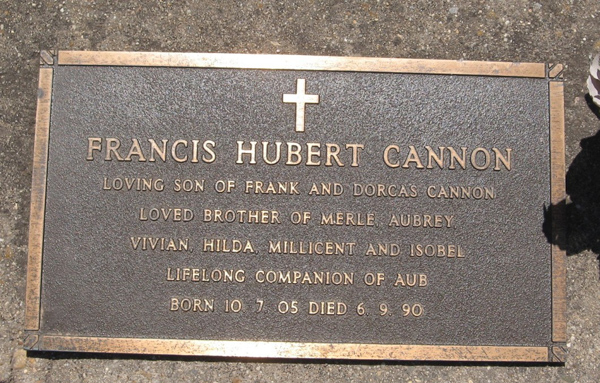 FRANCIS HUBERT CANNON
LOVING SON OF FRANK AND DORCAS CANNON
LOVED BROTHER OF MERLE, AUBREY,
VIVIAN, HILDA, MILLICENT AND ISOBEL
LIFELONG COMPANION OF AUB
BORN 10. 7. 05 DIED 6. 9. 90